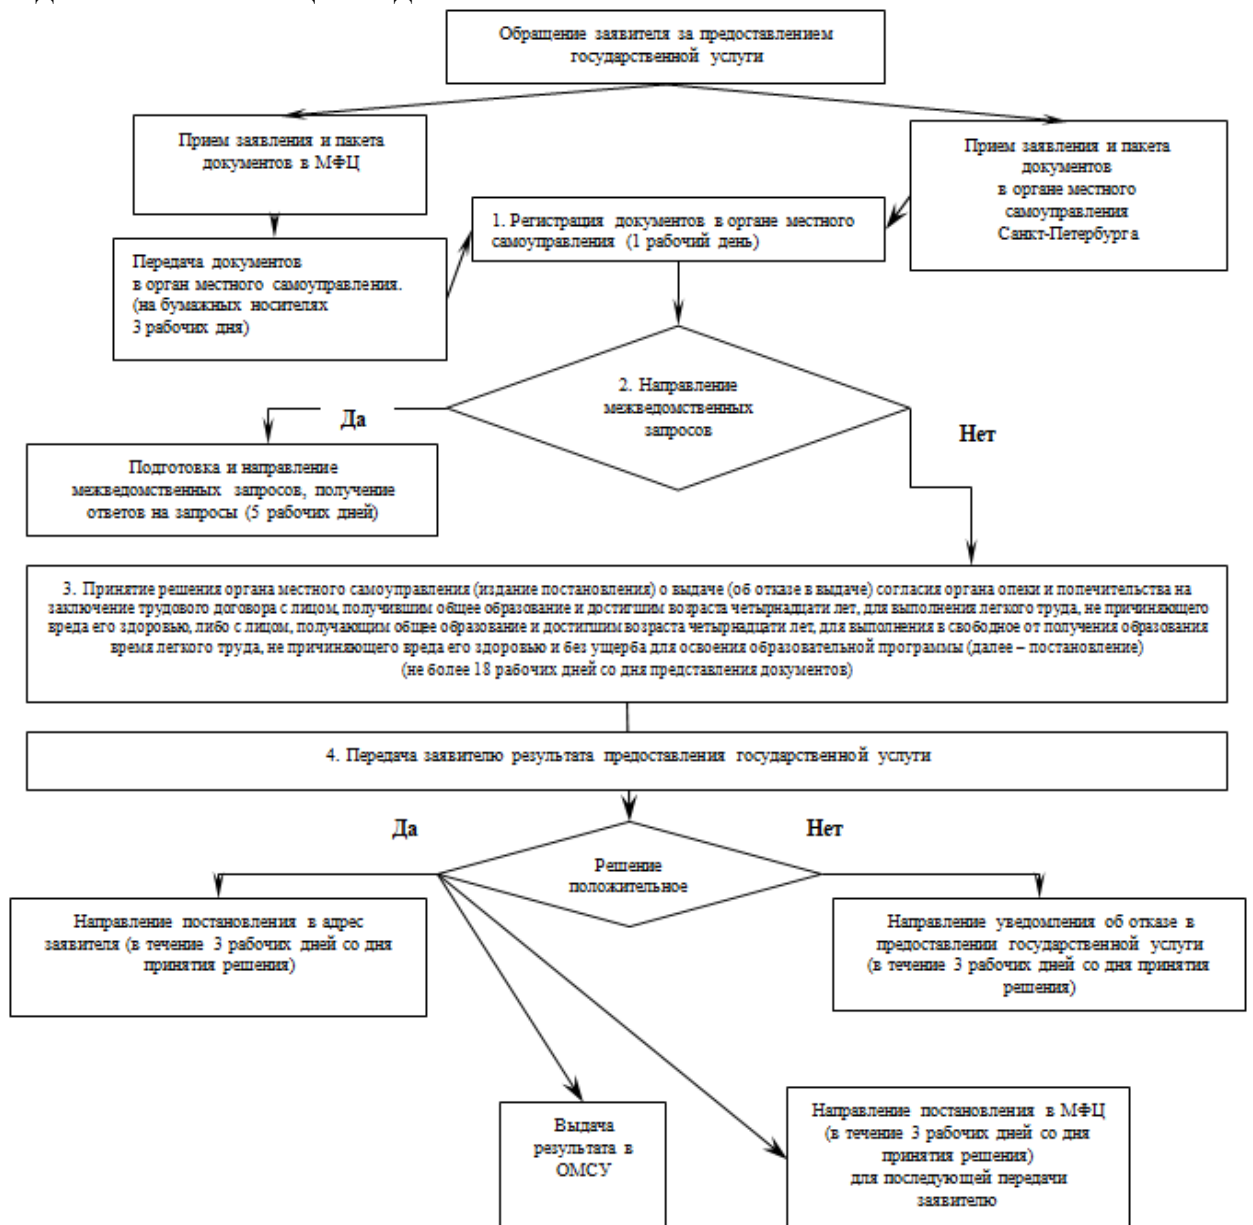 Обращение заявителя за предоставлением
государственной услуги
Прием заявления и пакета
документов в МФЦ
Прием заявления и пакета
документов
в органе местного
самоуправления
Санкт-Петербурга
1. Регистрация документов в органе местного
самоуправления (1 рабочий день)
Передача документов
в орган местного самоуправления.
(на бумажных носителях
3 рабочих дня)
2. Направление
межведомственных
запросов
Да
Нет
Подготовка и направление
межведомственных запросов, получение
ответов на запросы (5 рабочих дней)
3. Принятие решения органа местного самоуправления (издание постановления) о выдаче (об отказе в выдаче) согласия органа опеки и попечительства на
заключение трудового договора с лицом, получившим общее образование и достигшим возраста четырнадцати лет, для выполнения легкого труда, не причиняющего
вреда его здоровью, либо с лицом, получающим общее образование и достигшим возраста четырнадцати лет, для выполнения в свободное от получения образования
время легкого труда, не причиняющего вреда его здоровью и без ущерба для освоения образовательной программы (далее – постановление)
(не более 18 рабочих дней со дня представления документов)
4. Передача заявителю результата предоставления государственной услуги
Да
Нет
Решение
положительное
Направление постановления в адрес
заявителя (в течение 3 рабочих дней со дня
принятия решения)
Направление уведомления об отказе в
предоставлении государственной услуги
(в течение 3 рабочих дней со дня принятия
решения)
Выдача
результата в
ОМСУ
Направление постановления в МФЦ
(в течение 3 рабочих дней со дня
принятия решения)
для последующей передачи
заявителю